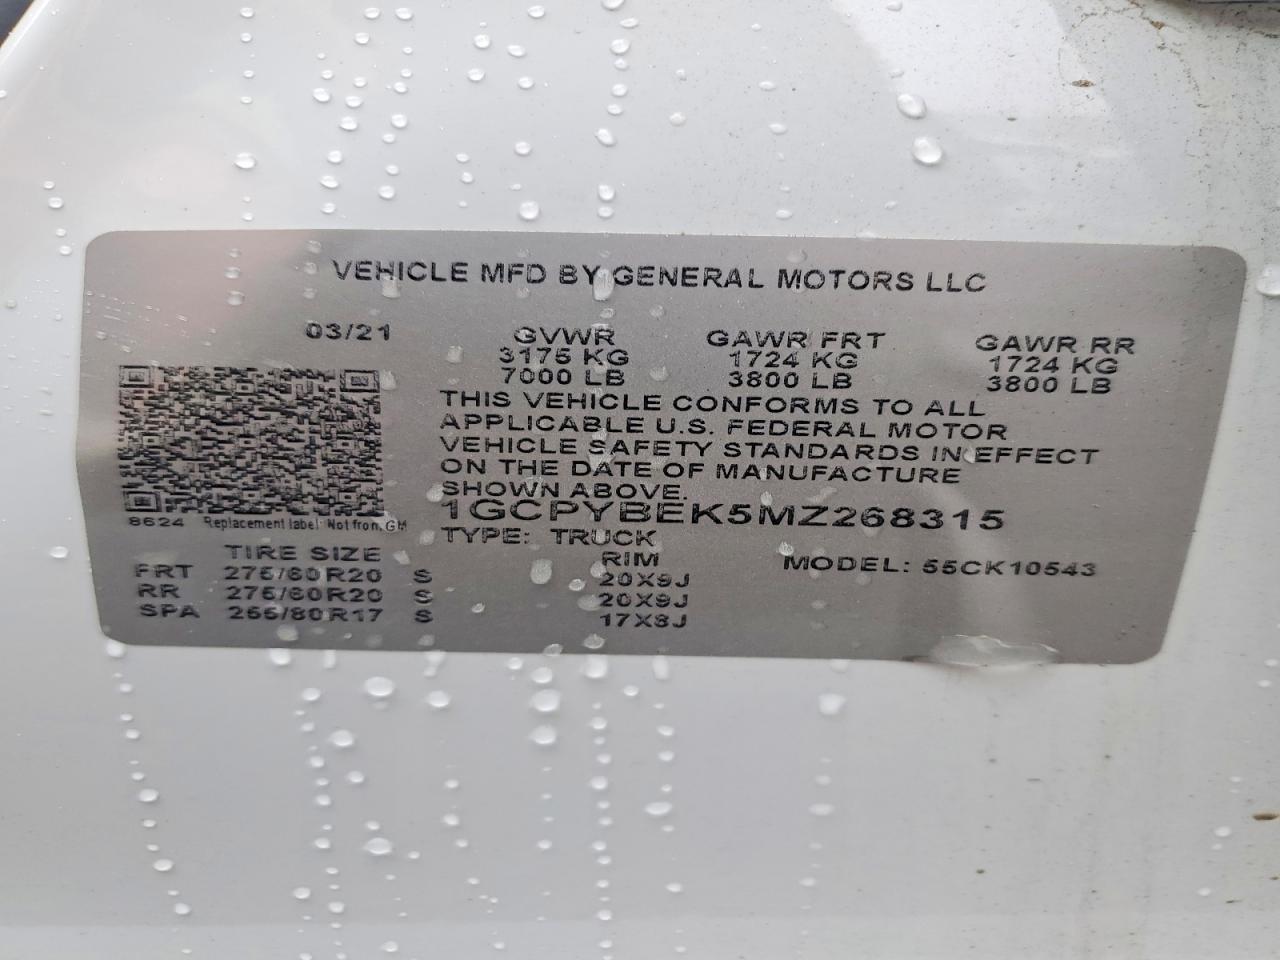 VEHICLE MFD BY GENERAL MOTORS LLC
03/21 GVWR GAWR FRT GAWR RR
3175 KG 1724 KG 1724 KG
7000 LB 3800 LB 3800 LB
THIS VEHICLE CONFORMS TO ALL
APPLICABLE U.S. FEDERAL MOTOR
VEHICLE SAFETY STANDARDS IN EFFECT
ON THE DATE OF MANUFACTURE
SHOWN ABOVE.
8624 Replacement label: Not from GM
1GCPYBEK5MZ268315
TYPE: TRUCK
TIRE SIZE RIM MODEL: 55CK10543
FRT 275/60R20 S 20X9J
RR 275/60R20 S 20X9J
SPA 255/80R17 S 17X8J